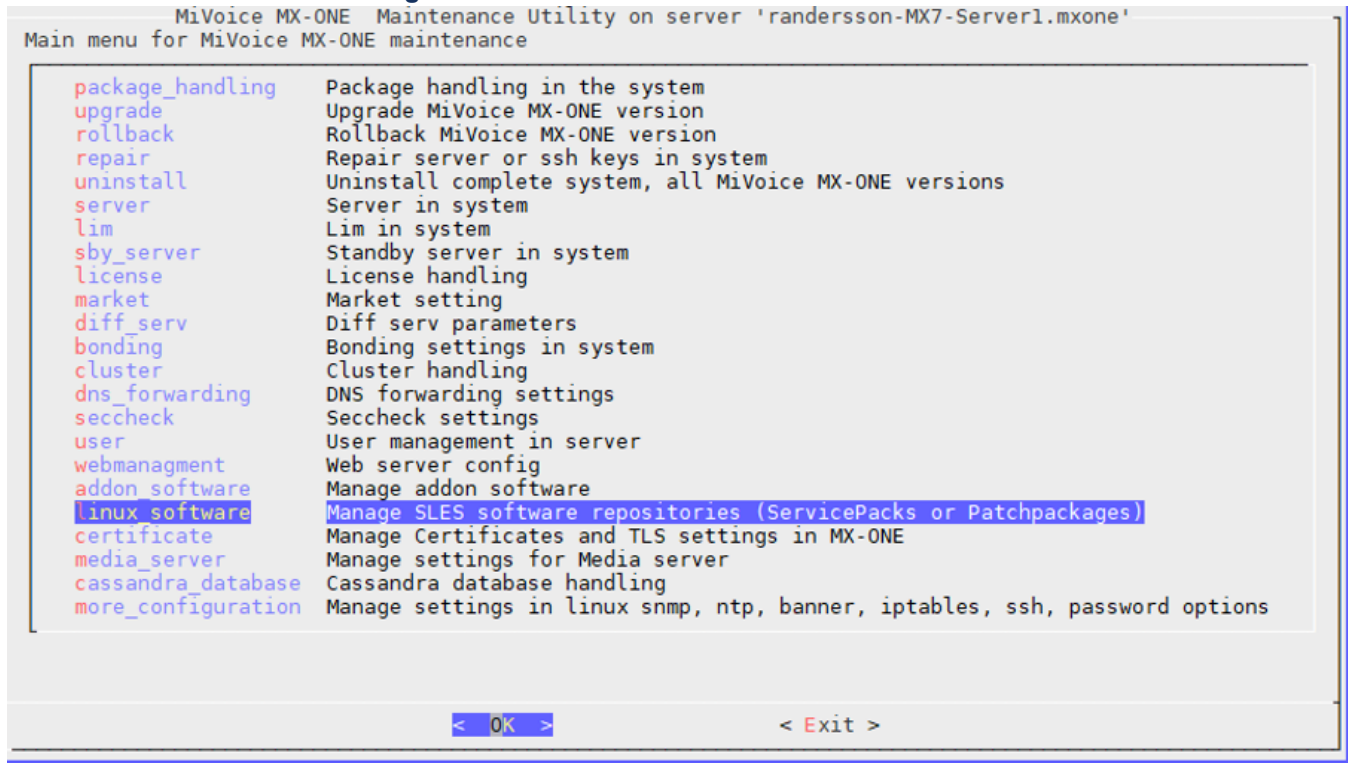 MiVoice MX-ONE   Maintenance Utility on server 'randersson-MX7-Server1.mxone'
Main menu for MiVoice MX-ONE maintenance
package_handling Package handling in the system
upgrade Upgrade MiVoice MX-ONE version
rollback Rollback MiVoice MX-ONE version
repair Repair server or ssh keys in system
uninstall Uninstall complete system, all MiVoice MX-ONE versions
server Server in system
lim Lim in system
sby_server Standby server in system
license License handling
market Market setting
diff_serv Diff serv parameters
bonding Bonding settings in system
cluster Cluster handling
dns_forwarding DNS forwarding settings
seccheck Seccheck settings
user User management in server
webmanagment Web server config
addon_software Manage addon software
linux_software Manage SLES software repositories (ServicePacks or Patchpackages)
certificate Manage Certificates and TLS settings in MX-ONE
media_server Manage settings for Media server
cassandra_database Cassandra database handling
more_configuration Manage settings in linux snmp, ntp, banner, iptables, ssh, password options
< OK > < Exit >